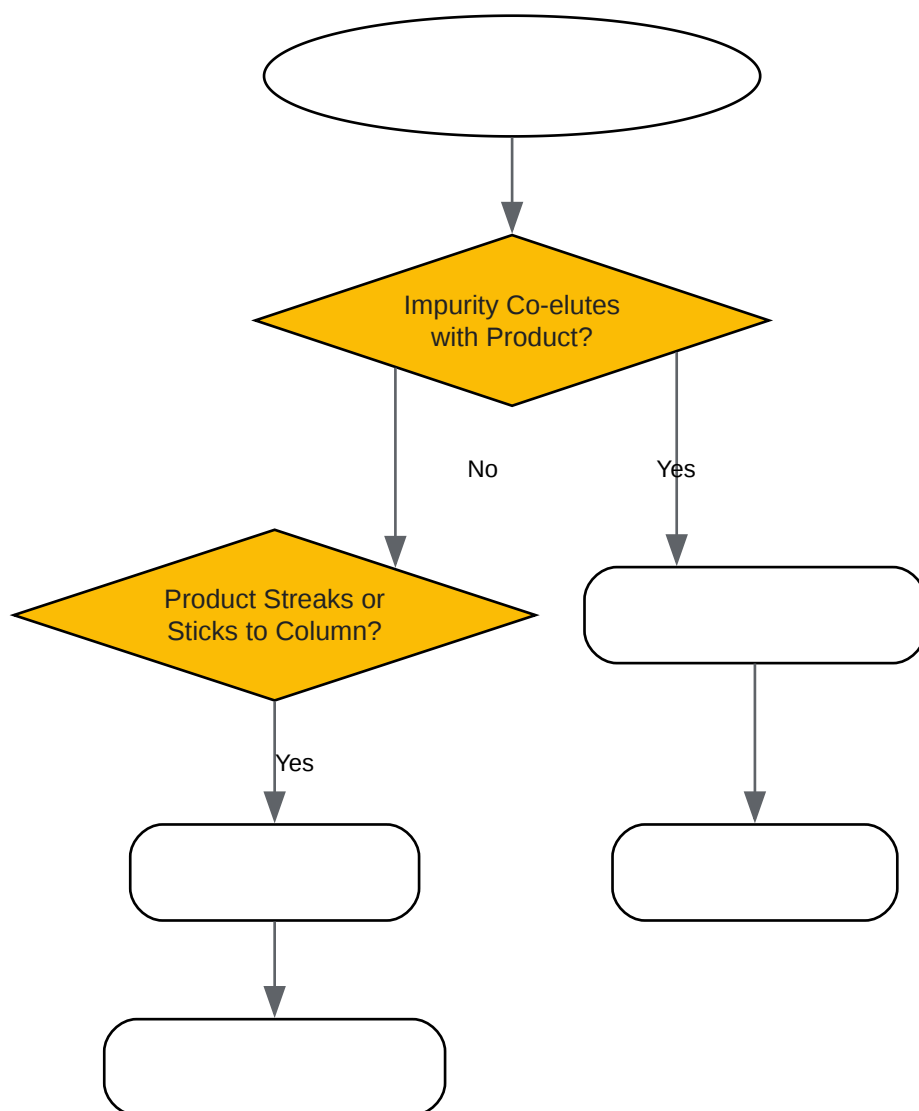 Impurity Co-elutes
with Product?
No
Yes
Product Streaks or
Sticks to Column?
Yes